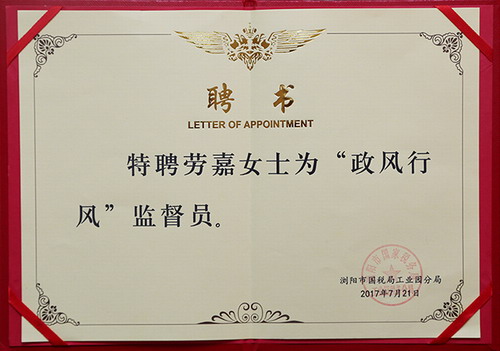 聘 书
LETTER OF APPOINTMENT
特聘劳嘉女士为“政风行
风”监督员。
浏阳市国税局工业园分局
2017年7月21日